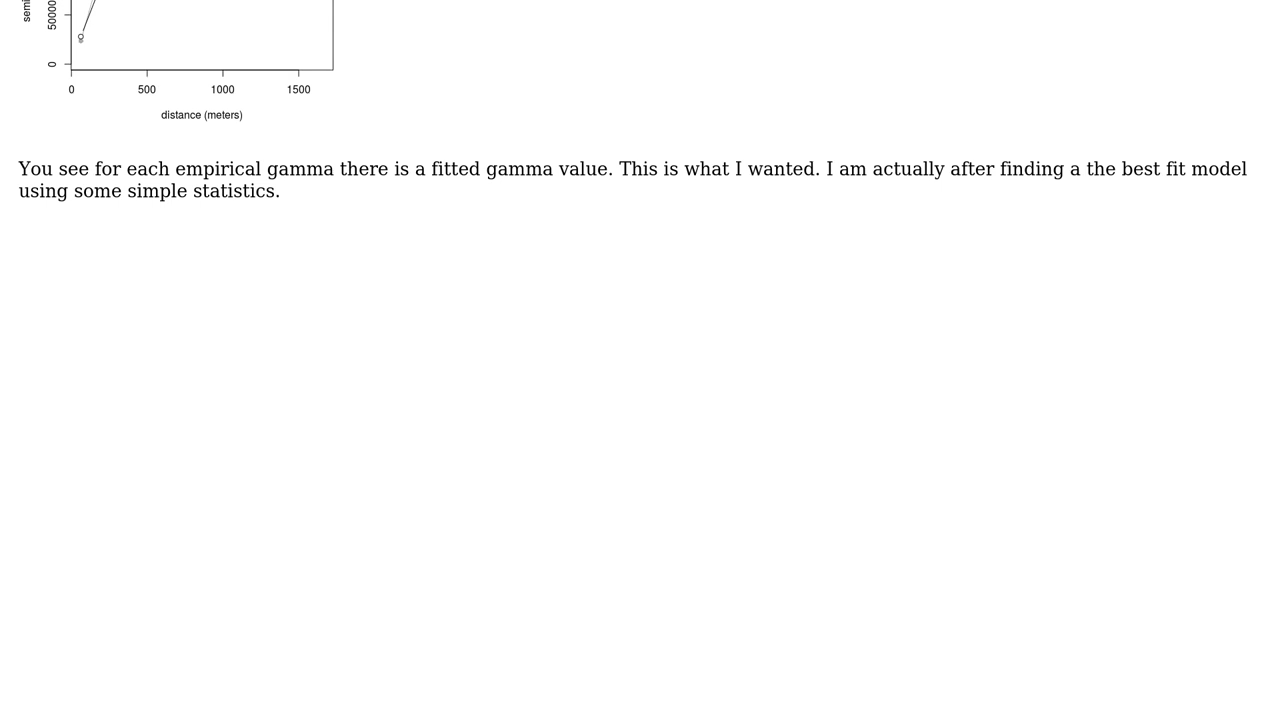 semi
50000
0
0 500 1000 1500
distance (meters)
You see for each empirical gamma there is a fitted gamma value. This is what I wanted. I am actually after finding a the best fit model
using some simple statistics.